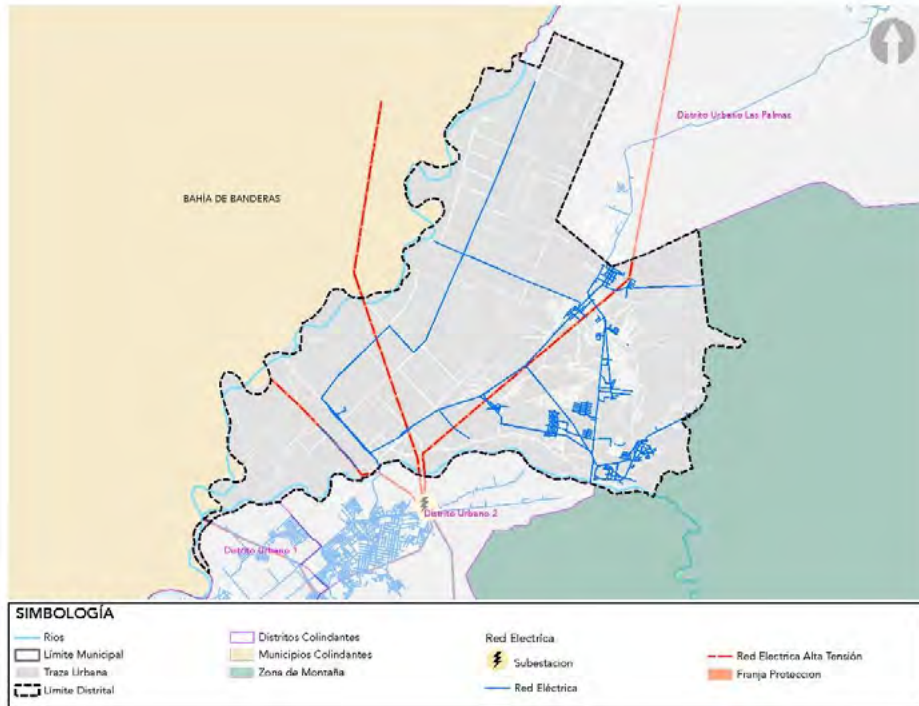 Distrito Urbano Las Palmas
BAHÍA DE BANDERAS
Distrito Urbano 2
Distrito Urbano 1
SIMBOLOGÍA
Rios
Límite Municipal
Traza Urbana
Límite Distrital
Distritos Colindantes
Municipios Colindantes
Zona de Montaña
Red Electrica
Subestacion
Red Eléctrica
Red Electrica Alta Tensión
Franja Proteccion